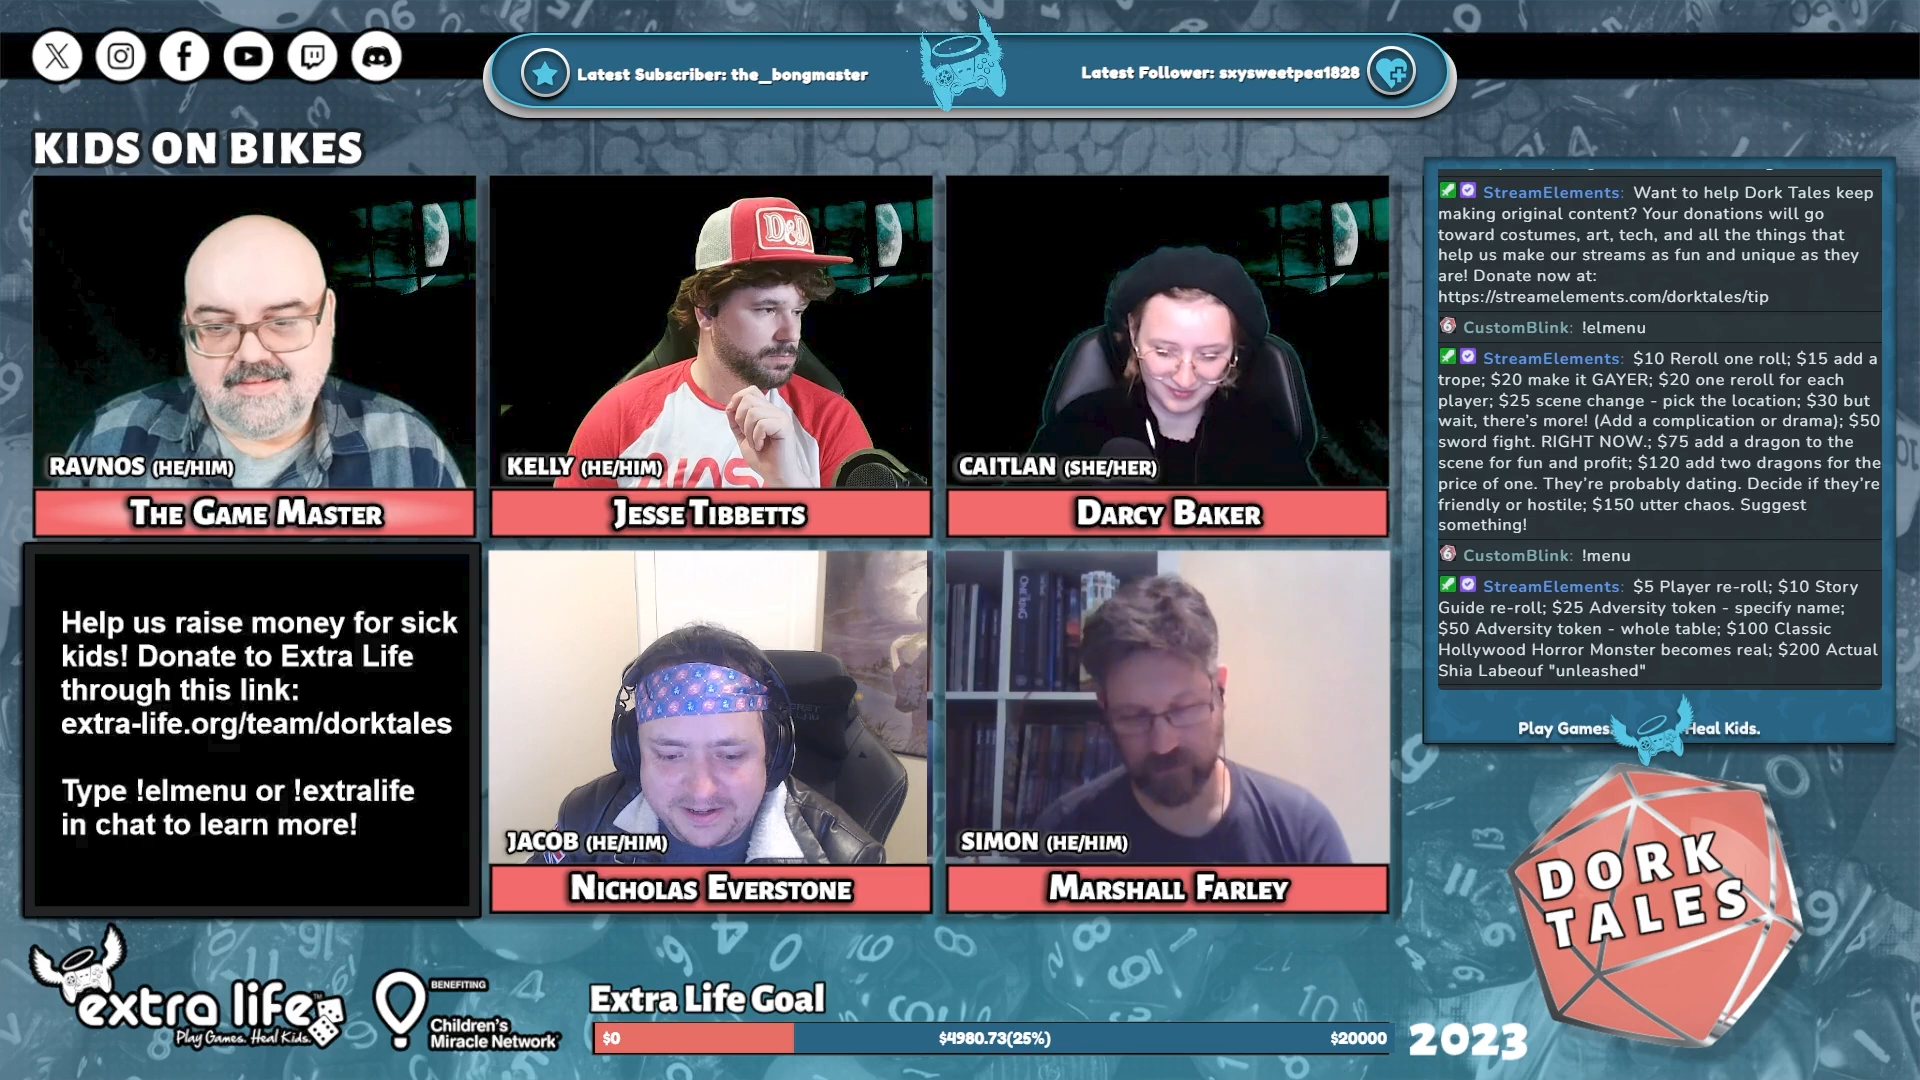 Latest Subscriber: the_bongmaster
Latest Follower: sxysweetpea1828
KIDS ON BIKES
RAVNOS (HE/HIM)
THE GAME MASTER
D&D
KELLY (HE/HIM)
JESSE TIBBETTS
CAITLAN (SHE/HER)
DARCY BAKER
Help us raise money for sick
kids! Donate to Extra Life
through this link:
extra-life.org/team/dorktales
Type !elmenu or !extralife
in chat to learn more!
JACOB (HE/HIM)
NICHOLAS EVERSTONE
SIMON (HE/HIM)
MARSHALL FARLEY
StreamElements: Want to help Dork Tales keep
making original content? Your donations will go
toward costumes, art, tech, and all the things that
help us make our streams as fun and unique as they
are! Donate now at:
https://streamelements.com/dorktales/tip
CustomBlink: !elmenu
StreamElements: $10 Reroll one roll; $15 add a
trope; $20 make it GAYER; $20 one reroll for each
player; $25 scene change - pick the location; $30 but
wait, there's more! (Add a complication or drama); $50
sword fight. RIGHT NOW.; $75 add a dragon to the
scene for fun and profit; $120 add two dragons for the
price of one. They're probably dating. Decide if they're
friendly or hostile; $150 utter chaos. Suggest
something!
CustomBlink: !menu
StreamElements: $5 Player re-roll; $10 Story
Guide re-roll; $25 Adversity token - specify name;
$50 Adversity token - whole table; $100 Classic
Hollywood Horror Monster becomes real; $200 Actual
Shia Labeouf "unleashed"
Play Games. Heal Kids.
DORK
TALES
extra life
Play Games. Heal Kids.
BENEFITING
Children's
Miracle Network
Extra Life Goal
$0
$4980.73(25%)
$20000
2023